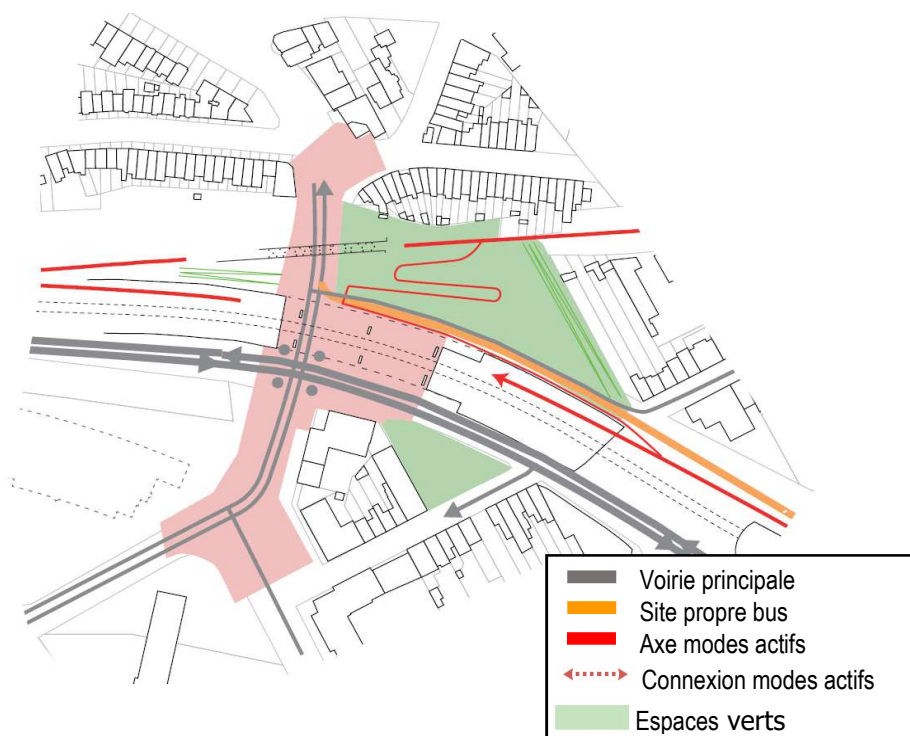 Voirie principale
Site propre bus
Axe modes actifs
Connexion modes actifs
Espaces verts